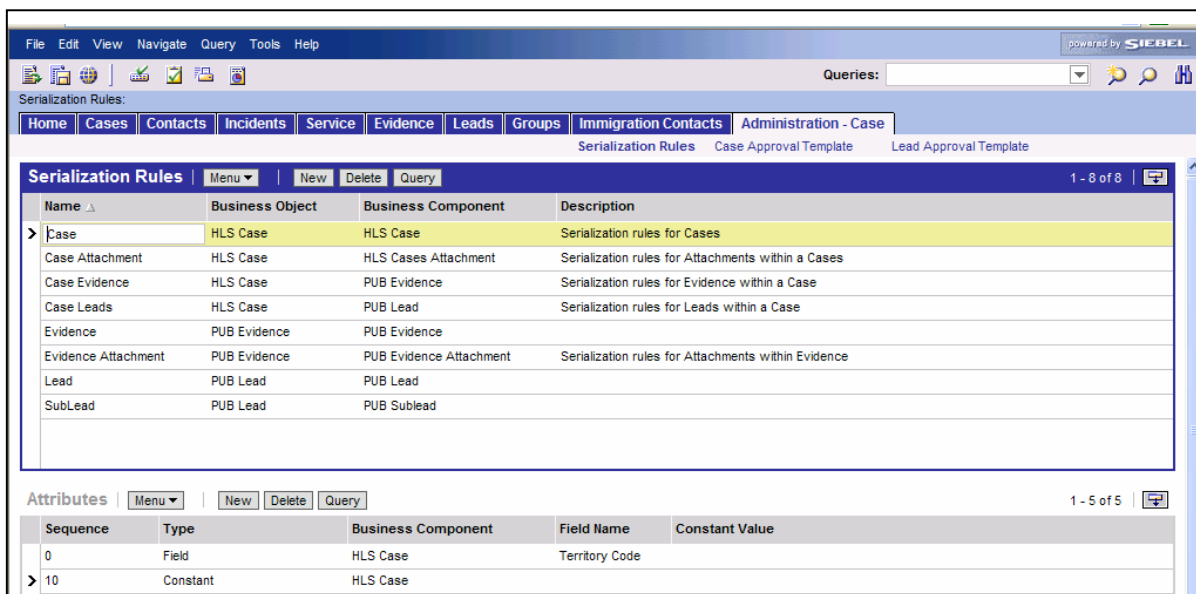 File Edit View Navigate Query Tools Help powered by SIEBEL
Queries:
Serialization Rules:
Home Cases Contacts Incidents Service Evidence Leads Groups Immigration Contacts Administration - Case
Serialization Rules Case Approval Template Lead Approval Template
Serialization Rules | Menu | New Delete Query 1 - 8 of 8
Name Business Object Business Component Description
Case HLS Case HLS Case Serialization rules for Cases
Case Attachment HLS Case HLS Cases Attachment Serialization rules for Attachments within a Cases
Case Evidence HLS Case PUB Evidence Serialization rules for Evidence within a Case
Case Leads HLS Case PUB Lead Serialization rules for Leads within a Case
Evidence PUB Evidence PUB Evidence
Evidence Attachment PUB Evidence PUB Evidence Attachment Serialization rules for Attachments within Evidence
Lead PUB Lead PUB Lead
SubLead PUB Lead PUB Sublead
Attributes | Menu | New Delete Query 1 - 5 of 5
Sequence Type Business Component Field Name Constant Value
0 Field HLS Case Territory Code
10 Constant HLS Case